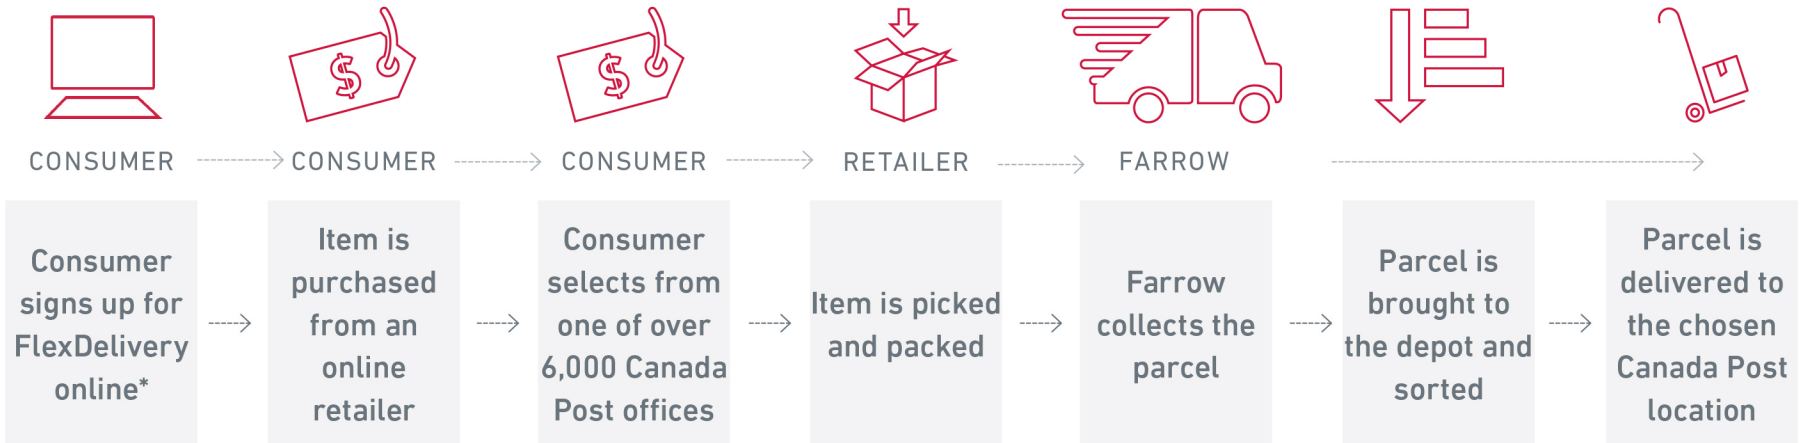 CONSUMER
CONSUMER
CONSUMER
RETAILER
FARROW
Consumer
signs up for
FlexDelivery
online*
Item is
purchased
from an
online
retailer
Consumer
selects from
one of over
6,000 Canada
Post offices
Item is picked
and packed
Farrow
collects the
parcel
Parcel is
brought to
the depot and
sorted
Parcel is
delivered to
the chosen
Canada Post
location